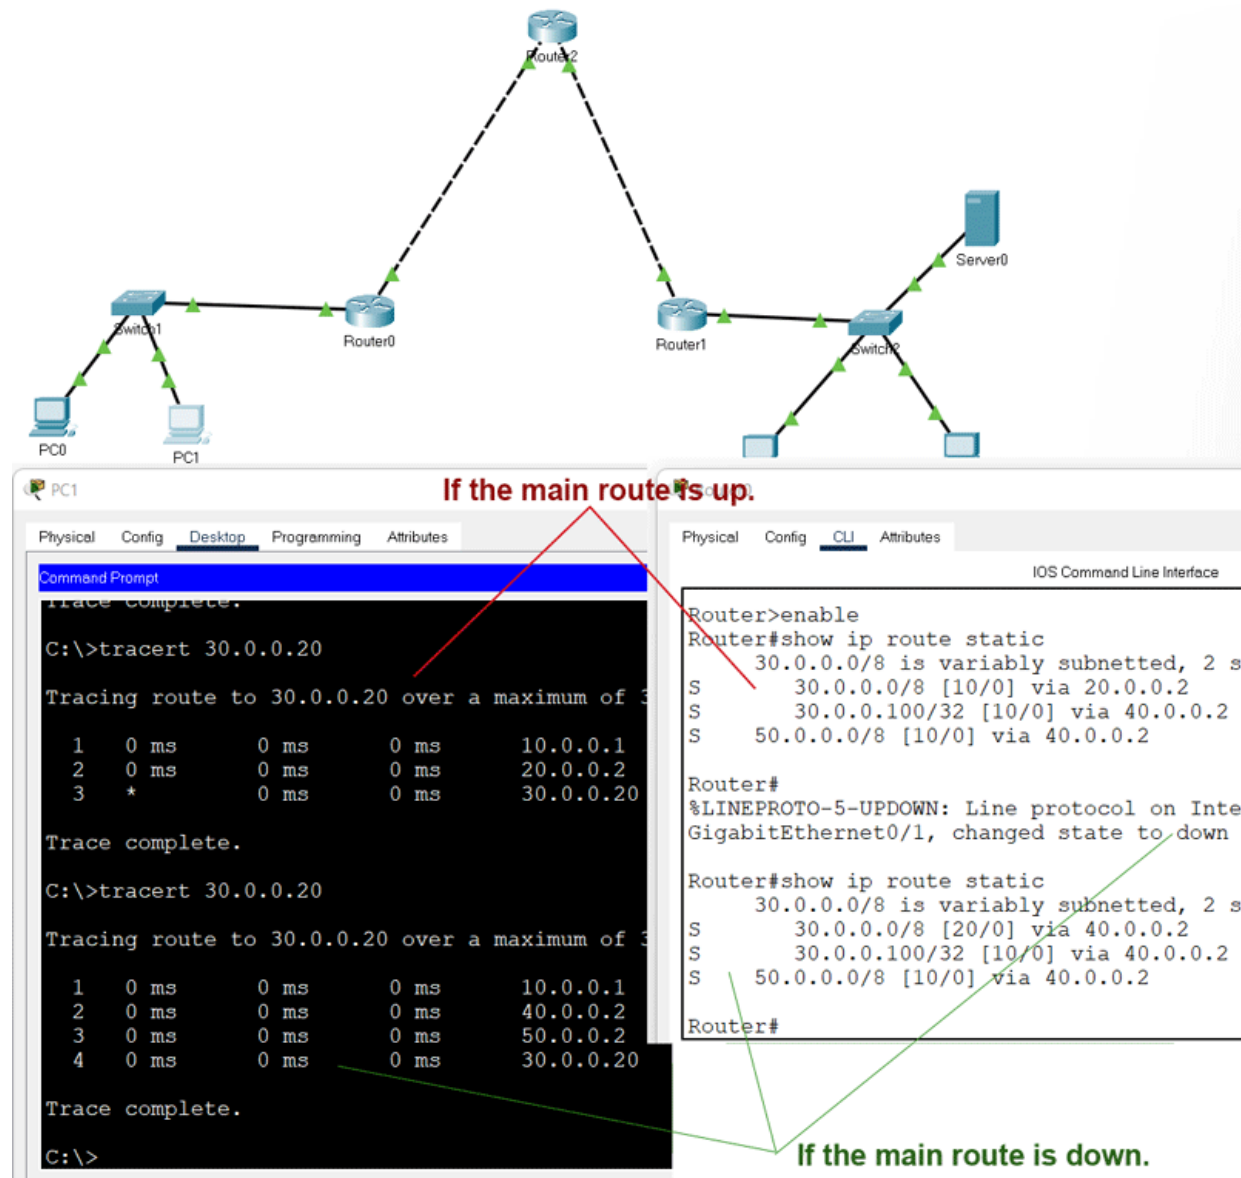 Router2
Server0
Switch1
Router0
Router1
Switch2
PC0
PC1
PC1
If the main route is up.
Physical Config Desktop Programming Attributes
Command Prompt
Trace complete.
C:\>tracert 30.0.0.20
Tracing route to 30.0.0.20 over a maximum of 3
1 0 ms 0 ms 0 ms 10.0.0.1
2 0 ms 0 ms 0 ms 20.0.0.2
3 * 0 ms 0 ms 30.0.0.20
Trace complete.
C:\>tracert 30.0.0.20
Tracing route to 30.0.0.20 over a maximum of 3
1 0 ms 0 ms 0 ms 10.0.0.1
2 0 ms 0 ms 0 ms 40.0.0.2
3 0 ms 0 ms 0 ms 50.0.0.2
4 0 ms 0 ms 0 ms 30.0.0.20
Trace complete.
C:\>
Physical Config CLI Attributes
IOS Command Line Interface
Router>enable
Router#show ip route static
30.0.0.0/8 is variably subnetted, 2 s
S 30.0.0.0/8 [10/0] via 20.0.0.2
S 30.0.0.100/32 [10/0] via 40.0.0.2
S 50.0.0.0/8 [10/0] via 40.0.0.2
Router#
%LINEPROTO-5-UPDOWN: Line protocol on Inte
GigabitEthernet0/1, changed state to down
Router#show ip route static
30.0.0.0/8 is variably subnetted, 2 s
S 30.0.0.0/8 [20/0] via 40.0.0.2
S 30.0.0.100/32 [10/0] via 40.0.0.2
S 50.0.0.0/8 [10/0] via 40.0.0.2
Router#
If the main route is down.